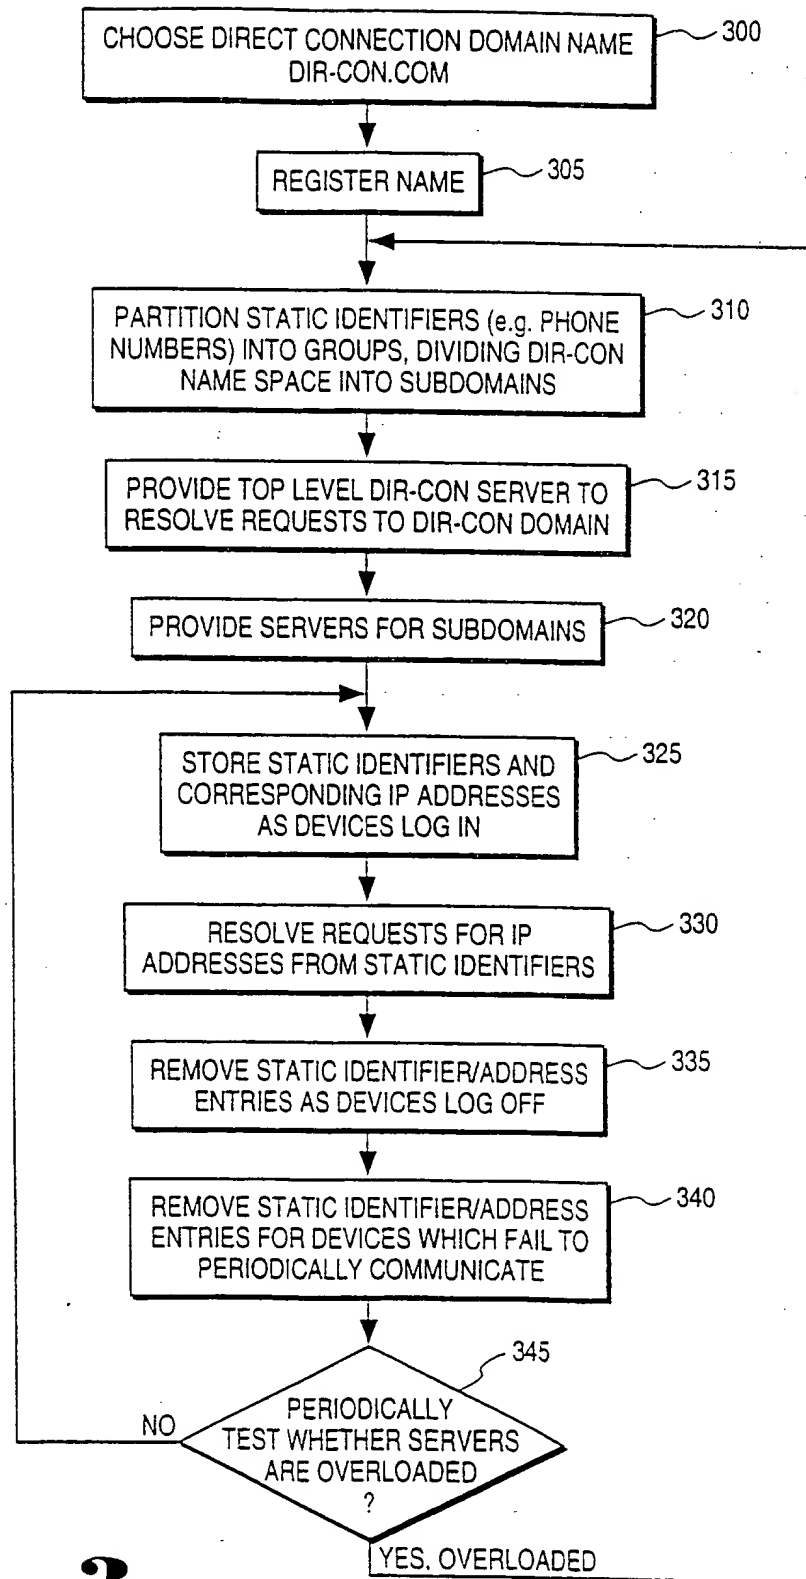 CHOOSE DIRECT CONNECTION DOMAIN NAME
DIR-CON.COM
300
REGISTER NAME
305
PARTITION STATIC IDENTIFIERS (e.g. PHONE
NUMBERS) INTO GROUPS, DIVIDING DIR-CON
NAME SPACE INTO SUBDOMAINS
310
PROVIDE TOP LEVEL DIR-CON SERVER TO
RESOLVE REQUESTS TO DIR-CON DOMAIN
315
PROVIDE SERVERS FOR SUBDOMAINS
320
STORE STATIC IDENTIFIERS AND
CORRESPONDING IP ADDRESSES
AS DEVICES LOG IN
325
RESOLVE REQUESTS FOR IP
ADDRESSES FROM STATIC IDENTIFIERS
330
REMOVE STATIC IDENTIFIER/ADDRESS
ENTRIES AS DEVICES LOG OFF
335
REMOVE STATIC IDENTIFIER/ADDRESS
ENTRIES FOR DEVICES WHICH FAIL TO
PERIODICALLY COMMUNICATE
340
345
PERIODICALLY
TEST WHETHER SERVERS
ARE OVERLOADED
?
NO
YES, OVERLOADED